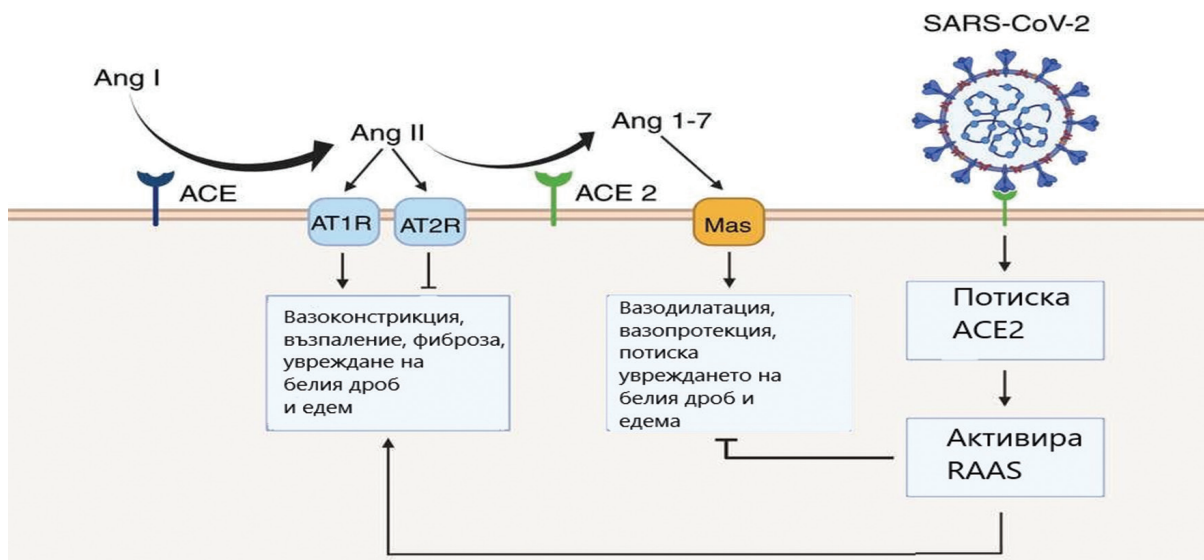 SARS-CoV-2
Ang I
Ang II
Ang 1-7
ACE
ACE 2
AT1R
AT2R
Mas
Вазоконстрикция,
възпаление, фиброза,
увреждане на
белия дроб
и едем
Вазодилатация,
вазопротекция,
потиска
увреждането на
белия дроб и
едема
Потиска
ACE2
Активира
RAAS